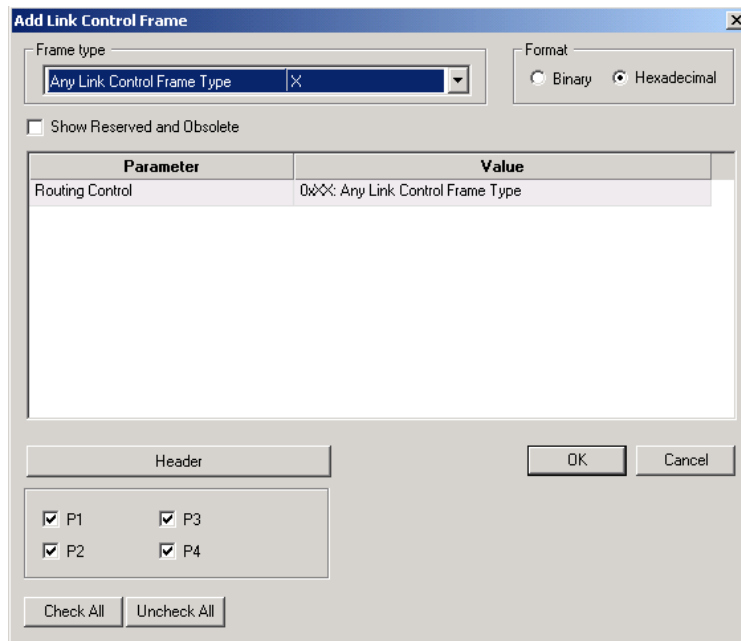 Add Link Control Frame
Frame type
Format
Any Link Control Frame Type X
Binary Hexadecimal
Show Reserved and Obsolete
Parameter Value
Routing Control 0xXX: Any Link Control Frame Type
Header OK Cancel
P1 P3
P2 P4
Check All Uncheck All